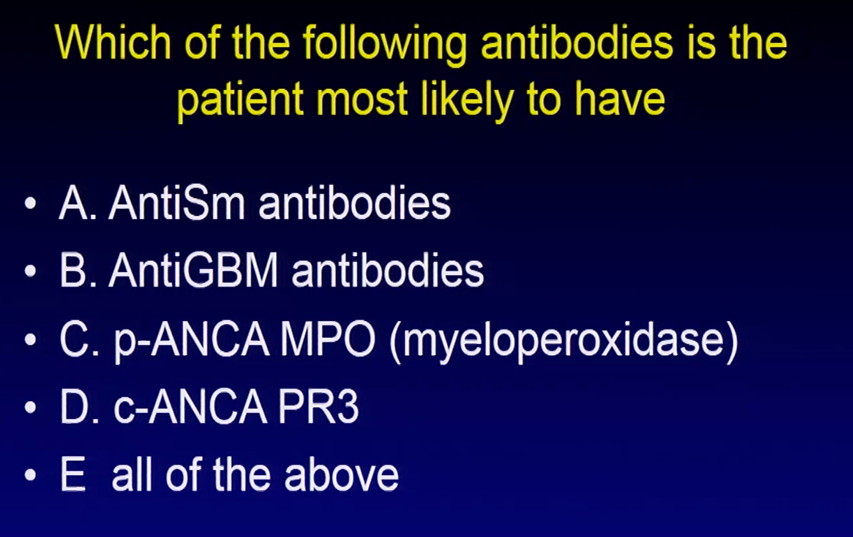 Which of the following antibodies is the
patient most likely to have
• A. AntiSm antibodies
• B. AntiGBM antibodies
• C. p-ANCA MPO (myeloperoxidase)
• D. c-ANCA PR3
• E all of the above